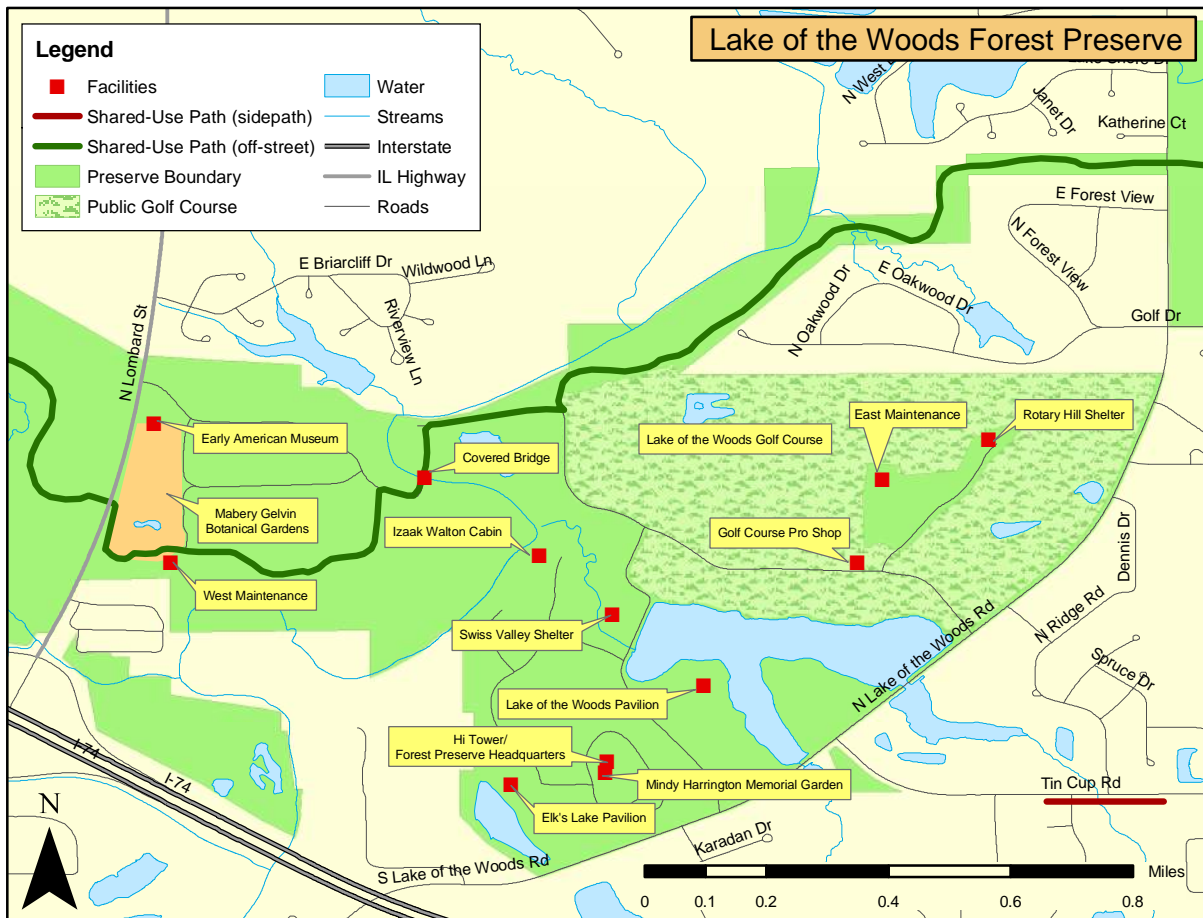 Lake of the Woods Forest Preserve
Legend
Facilities
Shared-Use Path (sidepath)
Shared-Use Path (off-street)
Preserve Boundary
Public Golf Course
Water
Streams
Interstate
IL Highway
Roads
Janet Dr
Katherine Ct
E Forest View
N Forest View
Golf Dr
N Oakwood Dr
E Oakwood Dr
E Briarcliff Dr
Wildwood Ln
Riverview Ln
N Lombard St
Early American Museum
Covered Bridge
Lake of the Woods Golf Course
East Maintenance
Rotary Hill Shelter
Mabery Gelvin
Botanical Gardens
Izaak Walton Cabin
Golf Course Pro Shop
West Maintenance
Dennis Dr
N Ridge Rd
Spruce Dr
Swiss Valley Shelter
N Lake of the Woods Rd
Lake of the Woods Pavilion
Hi Tower/
Forest Preserve Headquarters
Mindy Harrington Memorial Garden
Elk's Lake Pavilion
Tin Cup Rd
I-74
I-74
Karadan Dr
S Lake of the Woods Rd
N
0 0.1 0.2 0.4 0.6 0.8
Miles